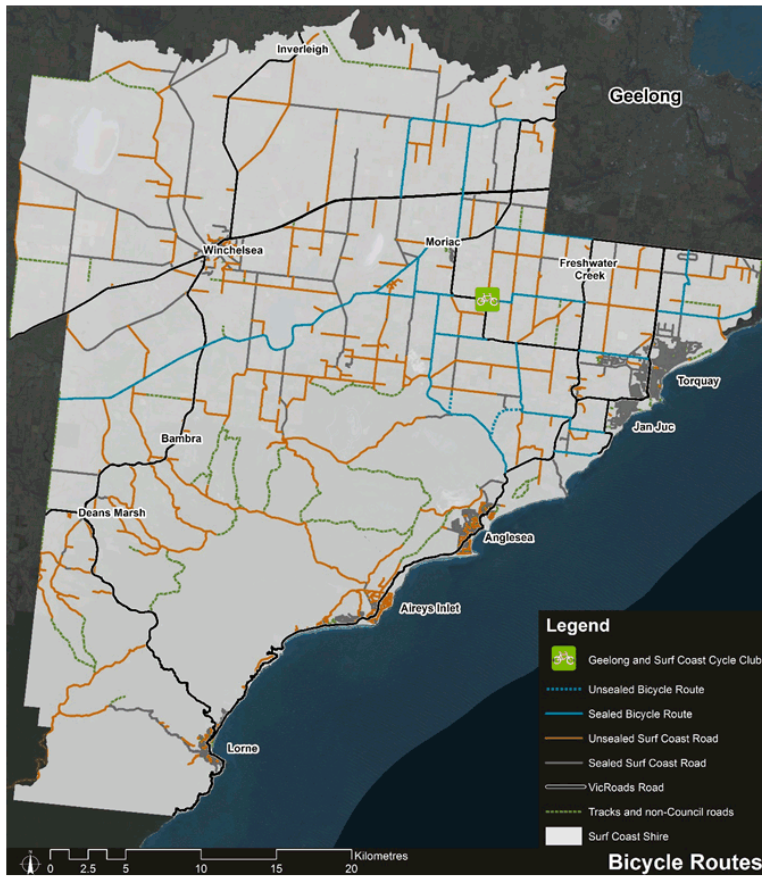 Inverleigh
Geelong
Winchelsea
Moriac
Freshwater
Creek
Torquay
Jan Juc
Bambra
Deans Marsh
Anglesea
Aireys Inlet
Lorne
Legend
Geelong and Surf Coast Cycle Club
Unsealed Bicycle Route
Sealed Bicycle Route
Unsealed Surf Coast Road
Sealed Surf Coast Road
VicRoads Road
Tracks and non-Council roads
Surf Coast Shire
Kilometres
0 2.5 5 10 15 20
Bicycle Routes